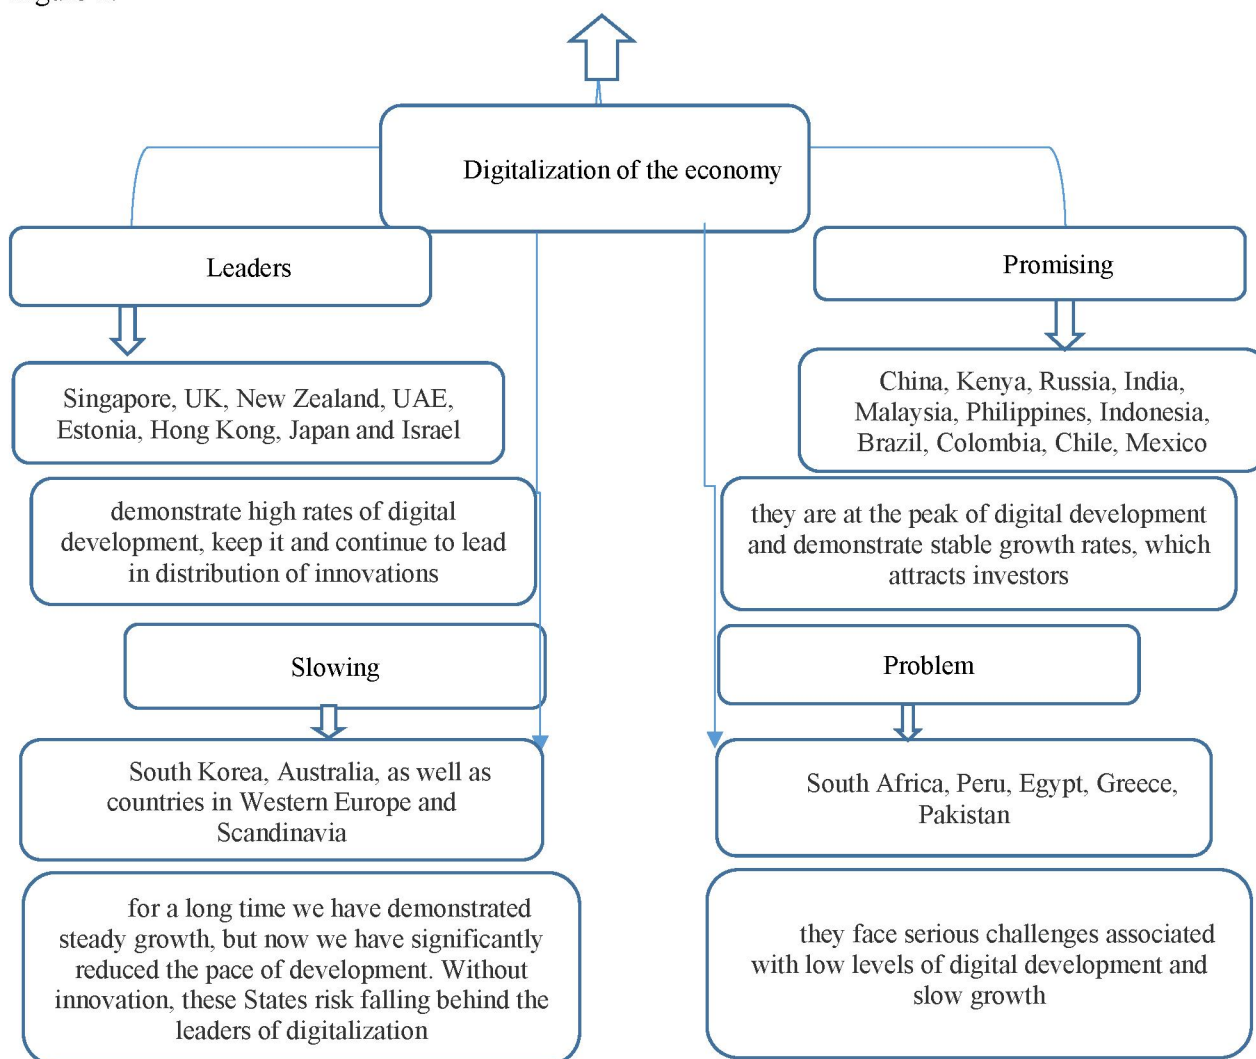 Digitalization of the economy
Leaders
Promising
Singapore, UK, New Zealand, UAE,
Estonia, Hong Kong, Japan and Israel
China, Kenya, Russia, India,
Malaysia, Philippines, Indonesia,
Brazil, Colombia, Chile, Mexico
demonstrate high rates of digital
development, keep it and continue to lead
in distribution of innovations
they are at the peak of digital development
and demonstrate stable growth rates, which
attracts investors
Slowing
Problem
South Korea, Australia, as well as
countries in Western Europe and
Scandinavia
South Africa, Peru, Egypt, Greece,
Pakistan
for a long time we have demonstrated
steady growth, but now we have significantly
reduced the pace of development. Without
innovation, these States risk falling behind the
leaders of digitalization
they face serious challenges associated
with low levels of digital development and
slow growth